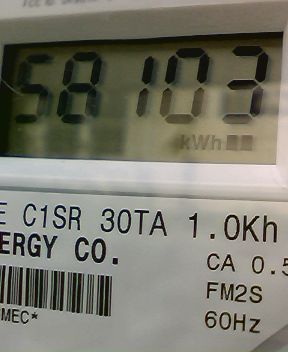 58103
kWh
E C1SR 30TA 1.0Kh
ERGY CO.
CA 0.5
FM2S
60Hz
MEC*